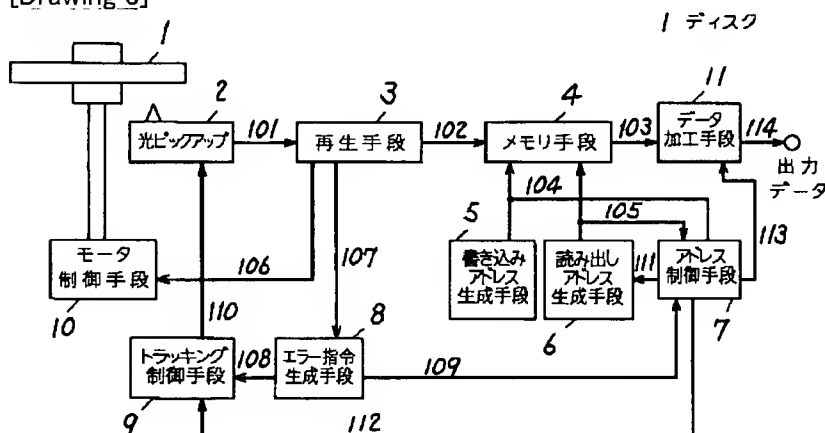 [Drawing 6]
1 ディスク
1
2
光ピックアップ
101
3
再生手段
102
4
メモリ手段
103
11
データ
加工手段
114
出力
データ
104
105
113
5
書き込み
アドレス
生成手段
読み出し
アドレス
生成手段
6
111
アドレス
制御手段
7
モータ
制御手段
10
106
107
110
トラッキング
制御手段
9
108
8
エラー指令
生成手段
109
112